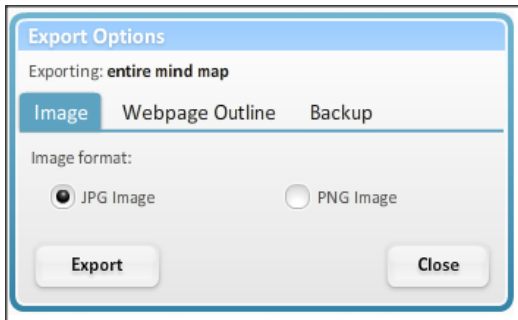 Export Options
Exporting: entire mind map
Image Webpage Outline Backup
Image format:
JPG Image PNG Image
Export Close